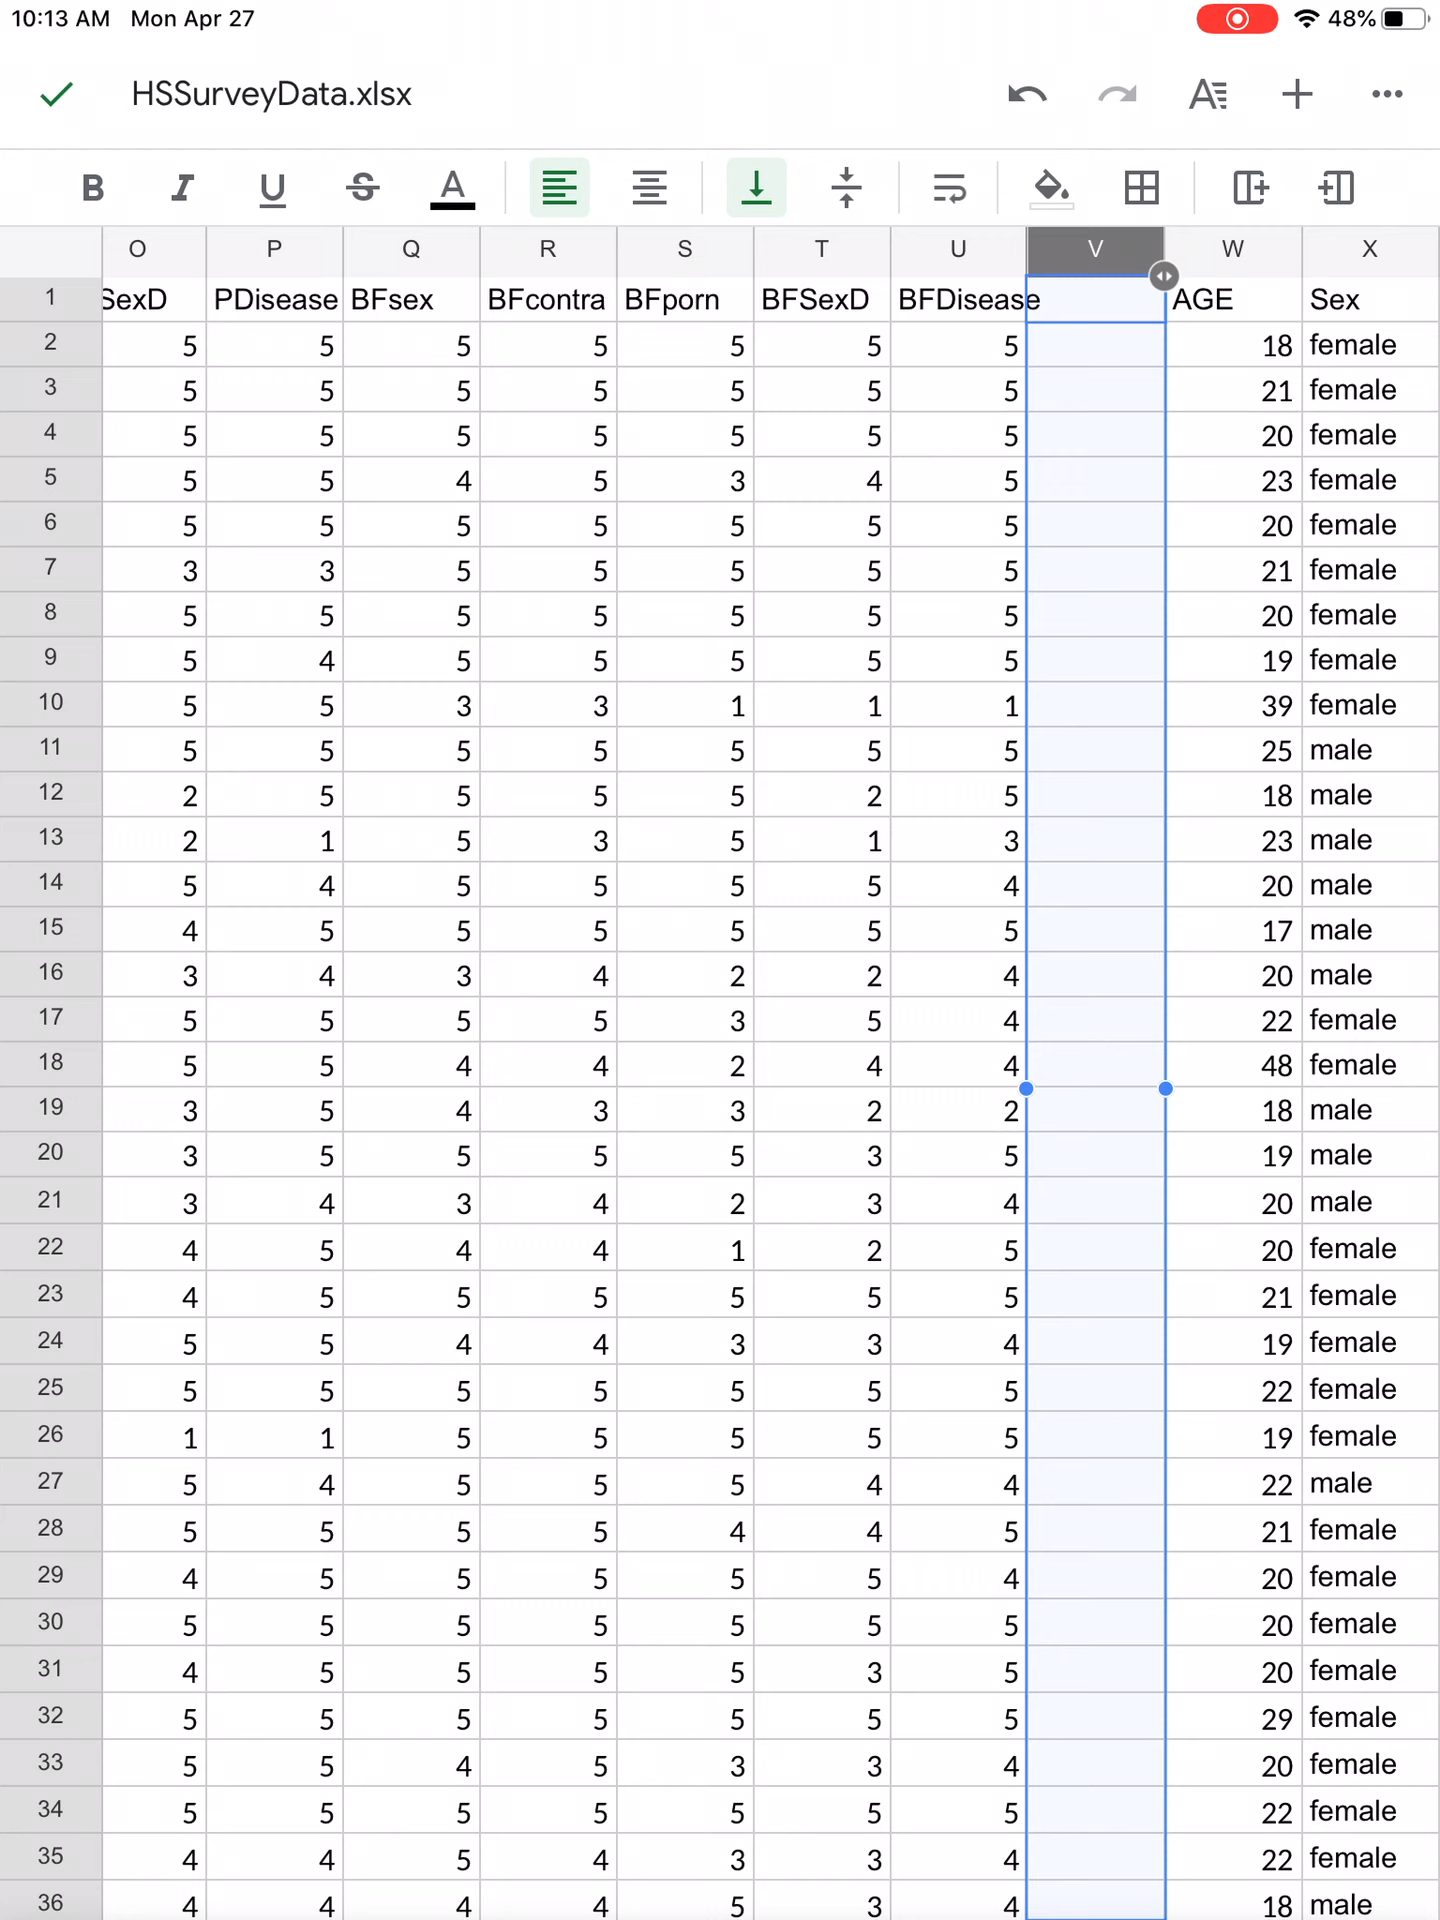 10:13 AM Mon Apr 27 48%
HSSurveyData.xlsx
B I U S A
O P Q R S T U V W X
1 SexD PDisease BFsex BFcontra BFporn BFSexD BFDisease AGE Sex
2 5 5 5 5 5 5 5 18 female
3 5 5 5 5 5 5 5 21 female
4 5 5 5 5 5 5 5 20 female
5 5 5 4 5 3 4 5 23 female
6 5 5 5 5 5 5 5 20 female
7 3 3 5 5 5 5 5 21 female
8 5 5 5 5 5 5 5 20 female
9 5 4 5 5 5 5 5 19 female
10 5 5 3 3 1 1 1 39 female
11 5 5 5 5 5 5 5 25 male
12 2 5 5 5 5 2 5 18 male
13 2 1 5 3 5 1 3 23 male
14 5 4 5 5 5 5 4 20 male
15 4 5 5 5 5 5 5 17 male
16 3 4 3 4 2 2 4 20 male
17 5 5 5 5 3 5 4 22 female
18 5 5 4 4 2 4 4 48 female
19 3 5 4 3 3 2 2 18 male
20 3 5 5 5 5 3 5 19 male
21 3 4 3 4 2 3 4 20 male
22 4 5 4 4 1 2 5 20 female
23 4 5 5 5 5 5 5 21 female
24 5 5 4 4 3 3 4 19 female
25 5 5 5 5 5 5 5 22 female
26 1 1 5 5 5 5 5 19 female
27 5 4 5 5 5 4 4 22 male
28 5 5 5 5 4 4 5 21 female
29 4 5 5 5 5 5 4 20 female
30 5 5 5 5 5 5 5 20 female
31 4 5 5 5 5 3 5 20 female
32 5 5 5 5 5 5 5 29 female
33 5 5 4 5 3 3 4 20 female
34 5 5 5 5 5 5 5 22 female
35 4 4 5 4 3 3 4 22 female
36 4 4 4 4 5 3 4 18 male